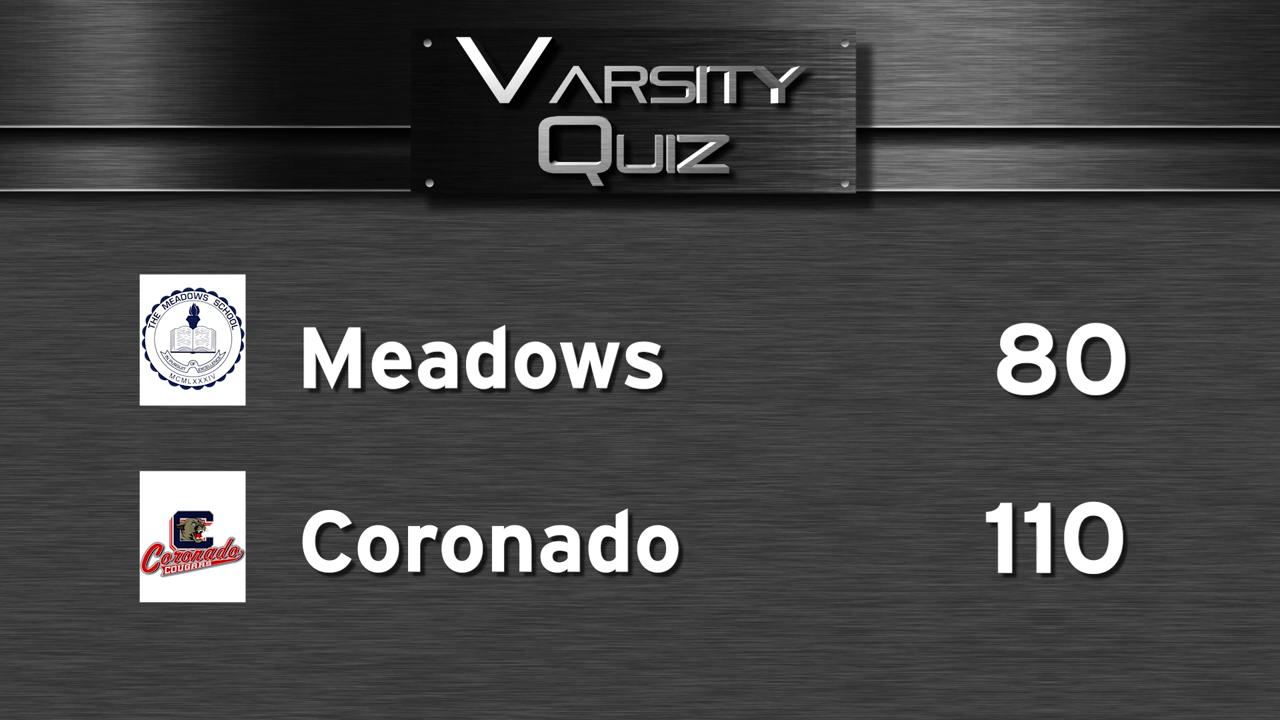 VARSITY
QUIZ
THE MEADOWS SCHOOL
MCMLXXXIV
Meadows 80
Coronado
COUGARS
Coronado 110